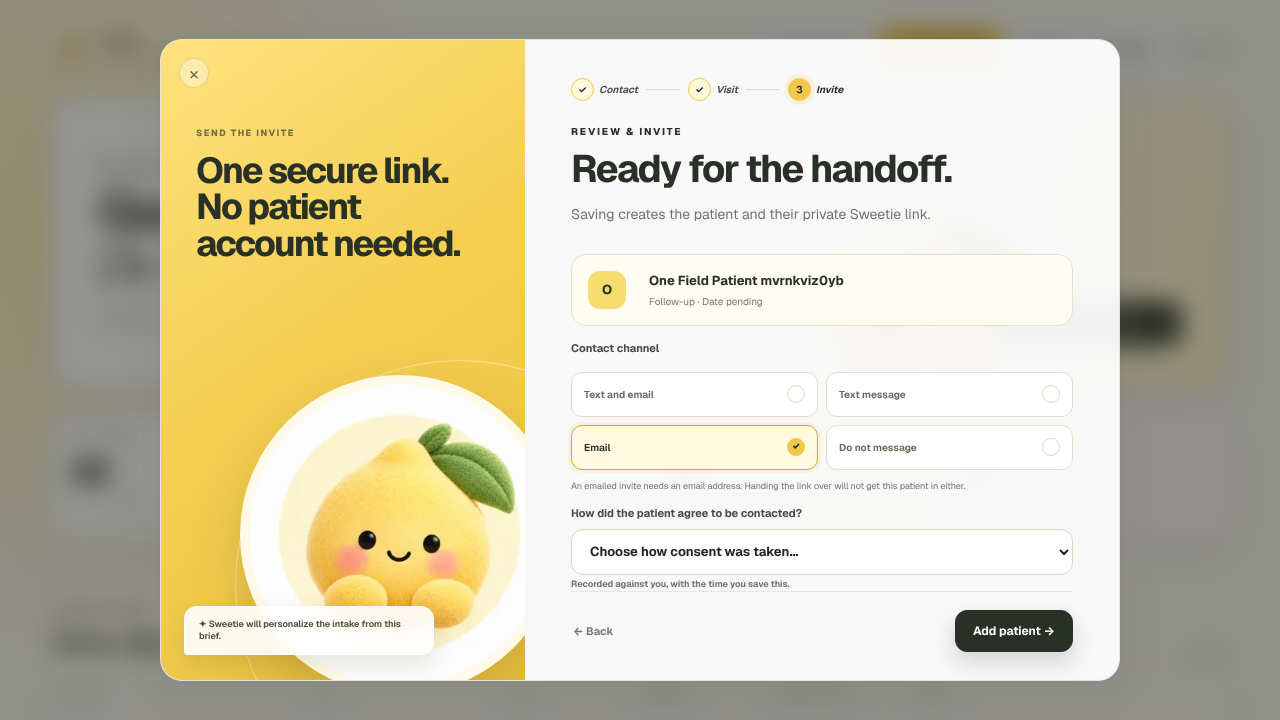 ×
SEND THE INVITE
One secure link.
No patient
account needed.
✦ Sweetie will personalize the intake from this
brief.
✓ Contact ✓ Visit 3 Invite
REVIEW & INVITE
Ready for the handoff.
Saving creates the patient and their private Sweetie link.
O
One Field Patient mvrnkviz0yb
Follow-up · Date pending
Contact channel
Text and email
Text message
Email
Do not message
An emailed invite needs an email address. Handing the link over will not get this patient in either.
How did the patient agree to be contacted?
Choose how consent was taken...
Recorded against you, with the time you save this.
← Back
Add patient →